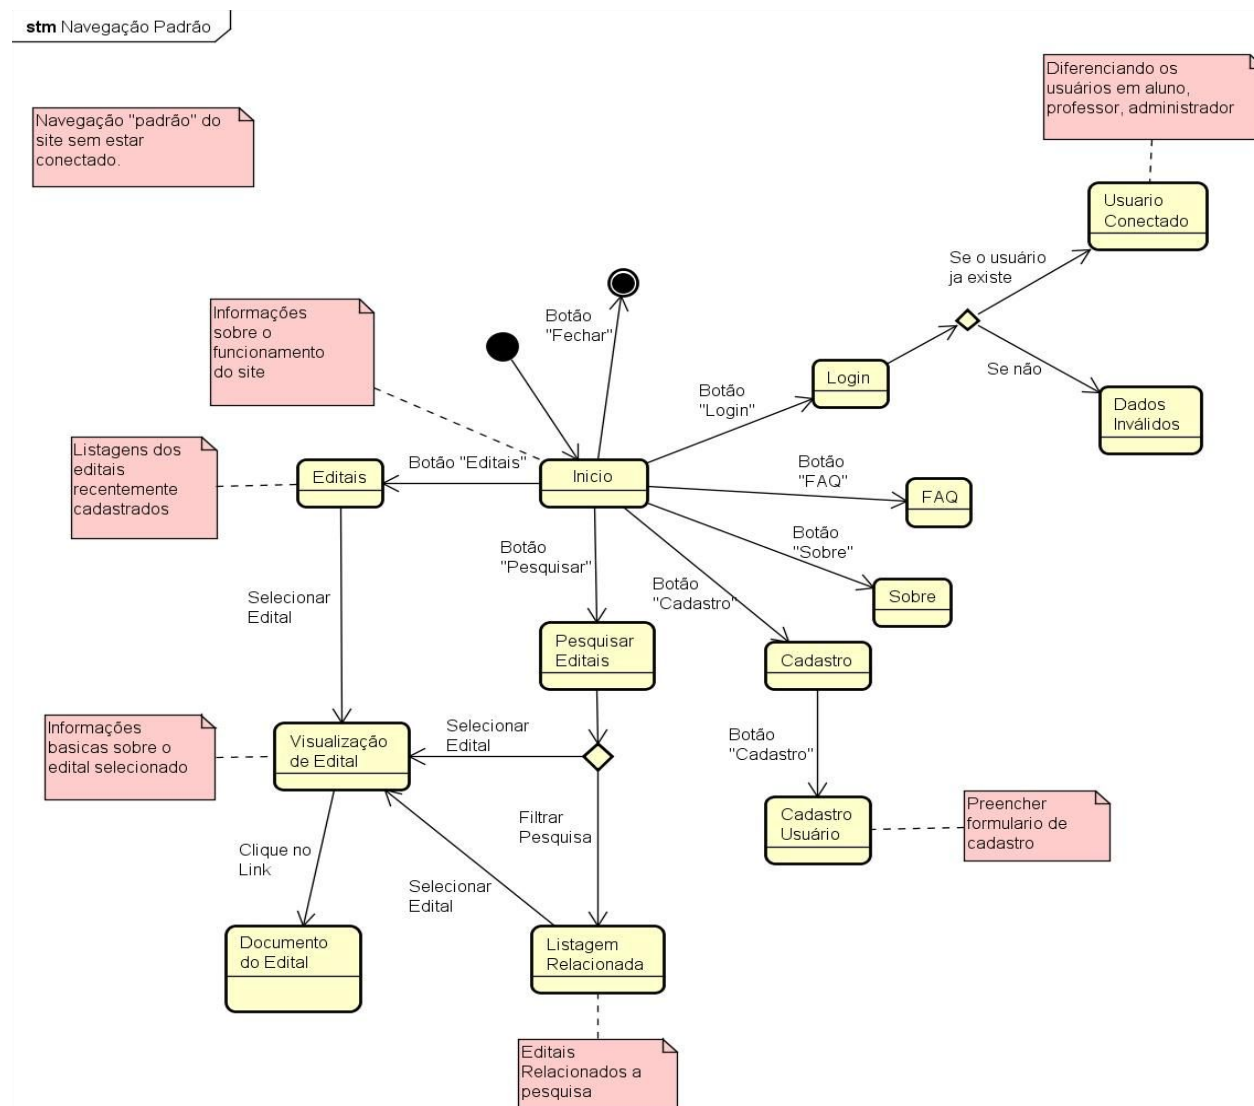 stm Navegação Padrão
Diferenciando os
usuários em aluno,
professor, administrador
Navegação "padrão" do
site sem estar
conectado.
Usuario
Conectado
Se o usuário
ja existe
Informações
sobre o
funcionamento
do site
Botão
"Fechar"
Login
Se não
Botão
"Login"
Dados
Inválidos
Listagens dos
editais
recentemente
cadastrados
Editais
Botão "Editais"
Inicio
Botão
"FAQ"
FAQ
Botão
"Pesquisar"
Botão
"Sobre"
Botão
"Cadastro"
Sobre
Selecionar
Edital
Pesquisar
Editais
Cadastro
Informações
basicas sobre o
edital selecionado
Visualização
de Edital
Selecionar
Edital
Botão
"Cadastro"
Filtrar
Pesquisa
Cadastro
Usuário
Preencher
formulario de
cadastro
Clique no
Link
Selecionar
Edital
Documento
do Edital
Listagem
Relacionada
Editais
Relacionados a
pesquisa